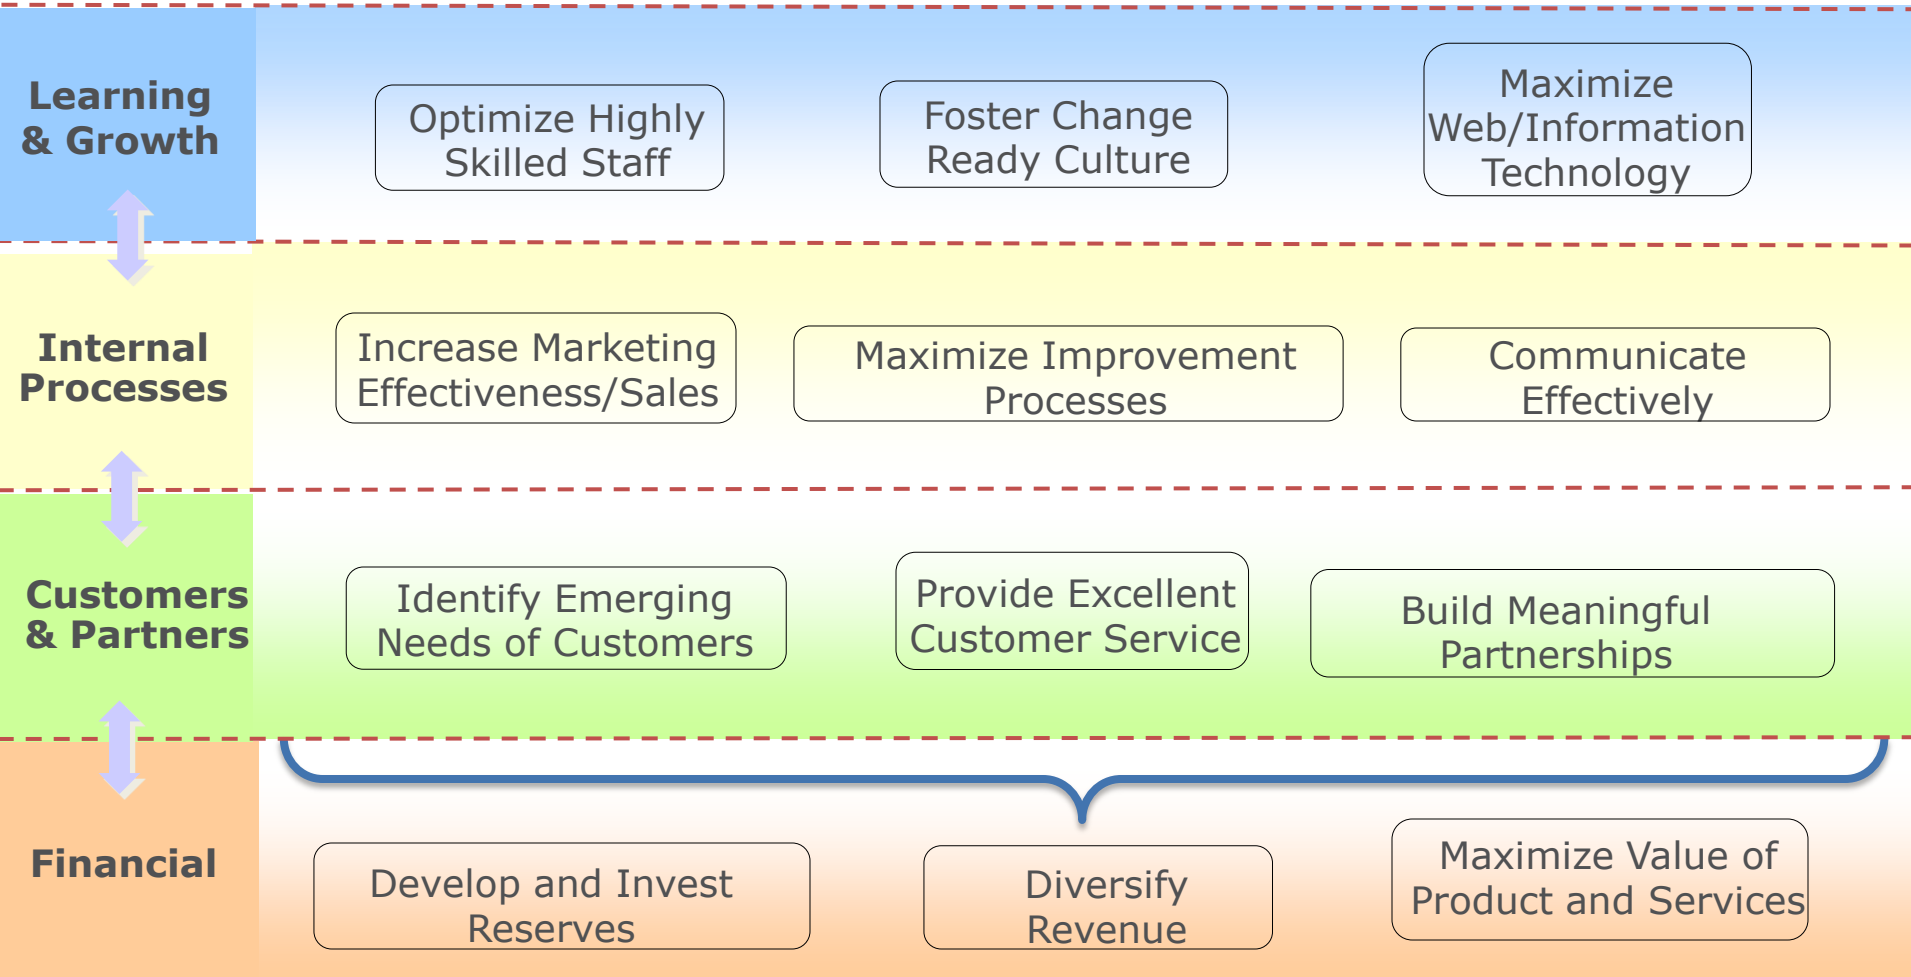 Learning
& Growth
Optimize Highly
Skilled Staff
Foster Change
Ready Culture
Maximize
Web/Information
Technology
Internal
Processes
Increase Marketing
Effectiveness/Sales
Maximize Improvement
Processes
Communicate
Effectively
Customers
& Partners
Identify Emerging
Needs of Customers
Provide Excellent
Customer Service
Build Meaningful
Partnerships
Financial
Develop and Invest
Reserves
Diversify
Revenue
Maximize Value of
Product and Services